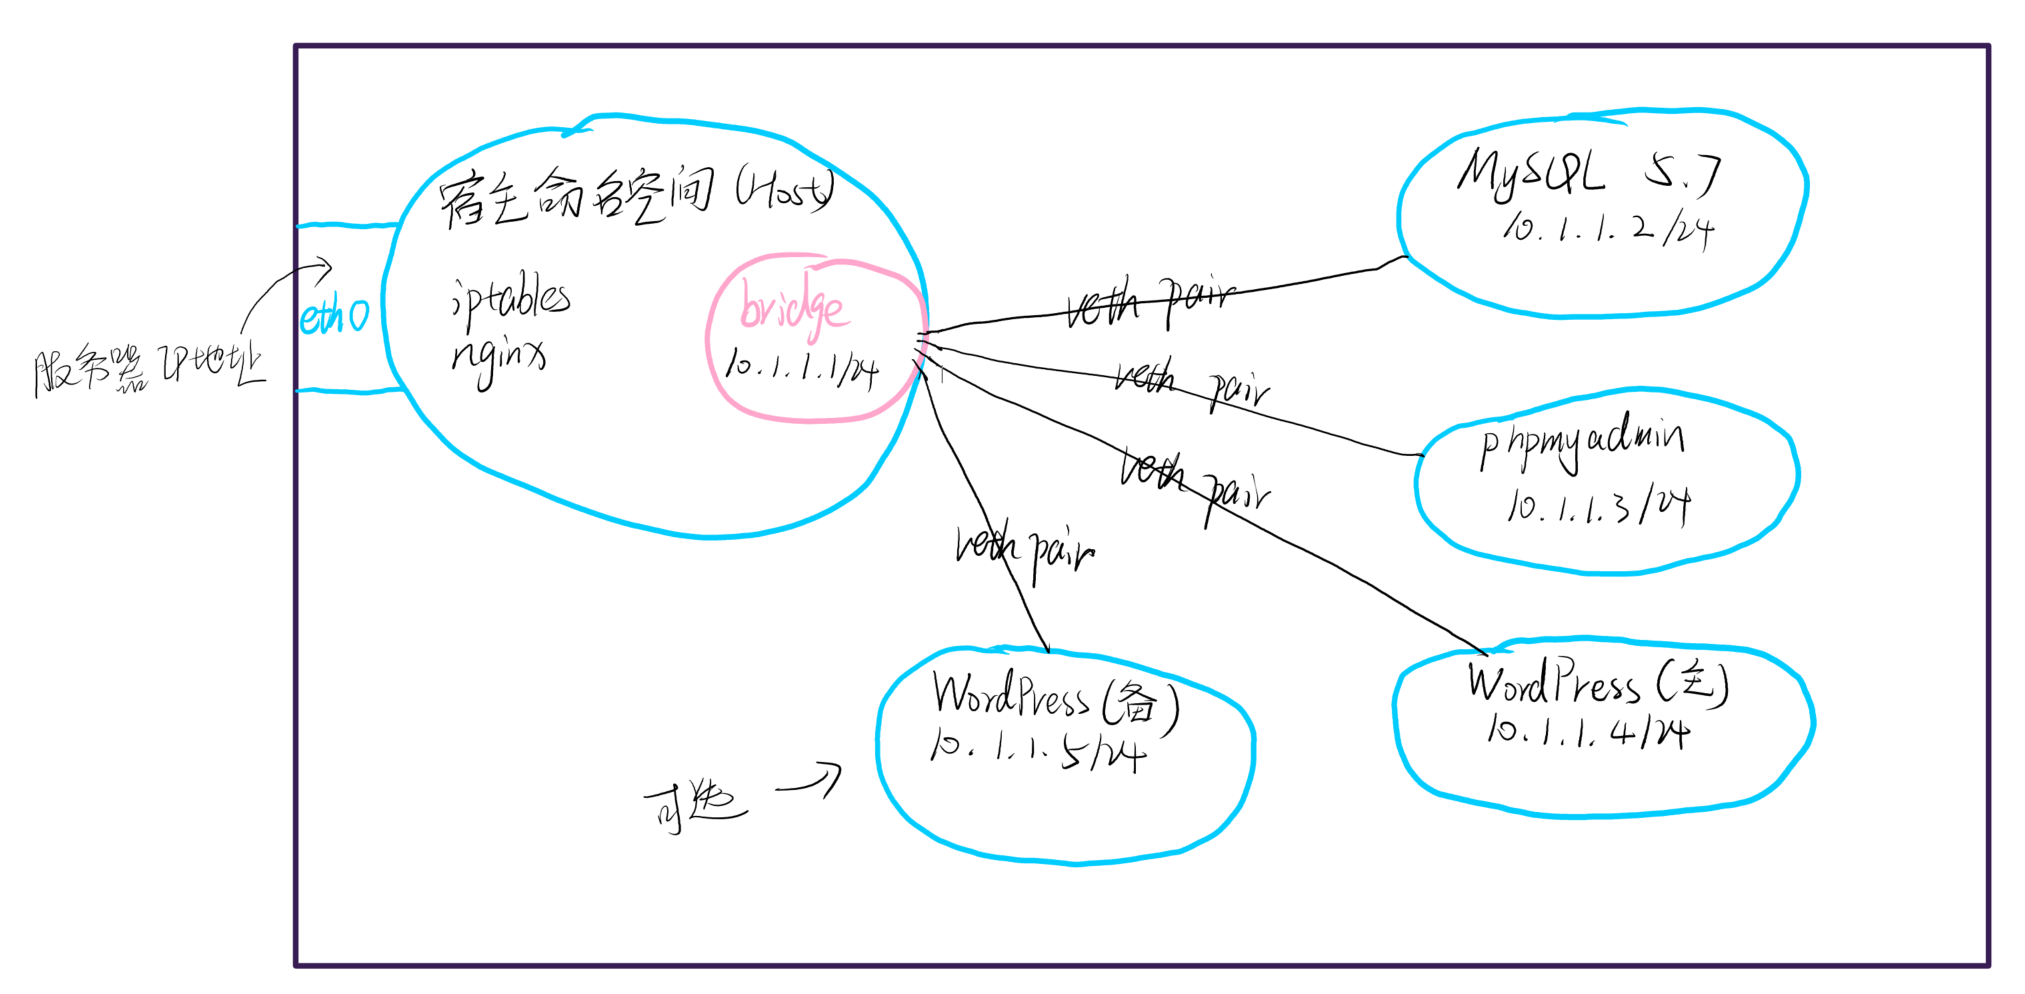 宿主命名空间 (Host)
iptables
nginx
bridge
10.1.1.1/24
eth0
服务器IP地址
veth pair
MySQL 5.7
10.1.1.2/24
veth pair
phpmyadmin
10.1.1.3/24
veth pair
WordPress (主)
10.1.1.4/24
veth pair
WordPress (备)
10.1.1.5/24
可选